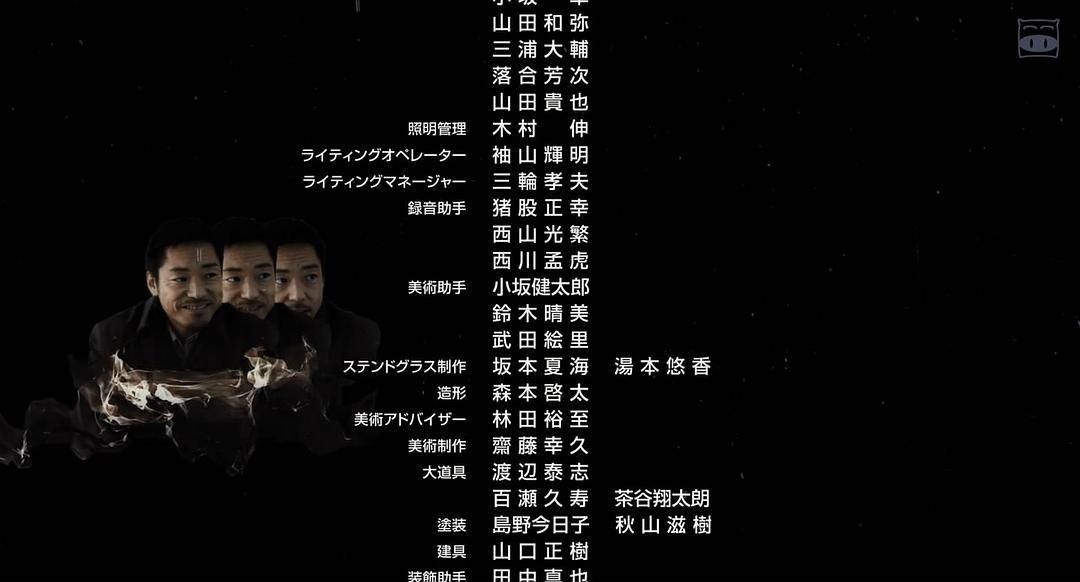 山田和弥
三浦大輔
落合芳次
山田貴也
照明管理 木村 伸
ライティングオペレーター 袖山輝明
ライティングマネージャー 三輪孝夫
録音助手 猪股正幸
西山光繁
西川孟虎
美術助手 小坂健太郎
鈴木晴美
武田絵里
ステンドグラス制作 坂本夏海 湯本悠香
造形 森本啓太
美術アドバイザー 林田裕至
美術制作 齋藤幸久
大道具 渡辺泰志
百瀬久寿 茶谷翔太朗
塗装 島野今日子 秋山滋樹
建具 山口正樹
装飾助手 田中真也